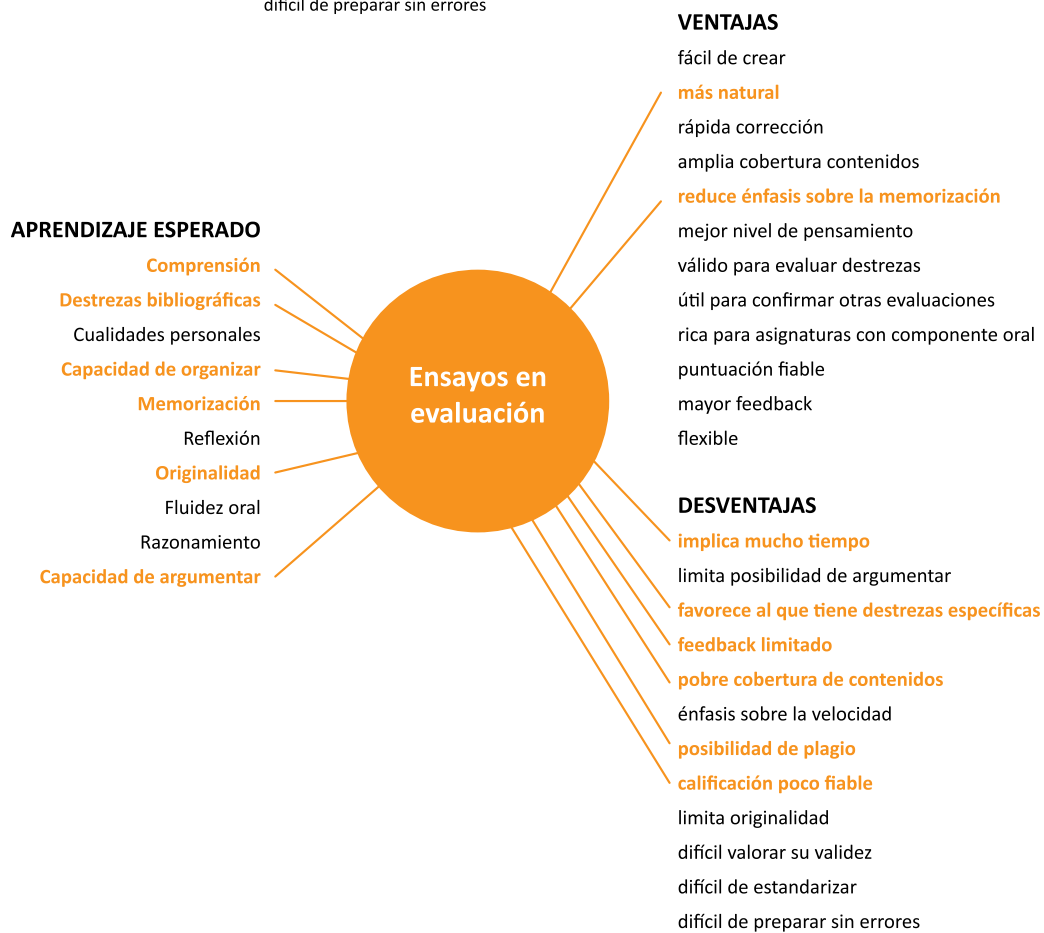 difícil de preparar sin errores
APRENDIZAJE ESPERADO
Comprensión
Destrezas bibliográficas
Cualidades personales
Capacidad de organizar
Memorización
Reflexión
Originalidad
Fluidez oral
Razonamiento
Capacidad de argumentar
Ensayos en
evaluación
VENTAJAS
fácil de crear
más natural
rápida corrección
amplia cobertura contenidos
reduce énfasis sobre la memorización
mejor nivel de pensamiento
válido para evaluar destrezas
útil para confirmar otras evaluaciones
rica para asignaturas con componente oral
puntuación fiable
mayor feedback
flexible
DESVENTAJAS
implica mucho tiempo
limita posibilidad de argumentar
favorece al que tiene destrezas específicas
feedback limitado
pobre cobertura de contenidos
énfasis sobre la velocidad
posibilidad de plagio
calificación poco fiable
limita originalidad
difícil valorar su validez
difícil de estandarizar
difícil de preparar sin errores